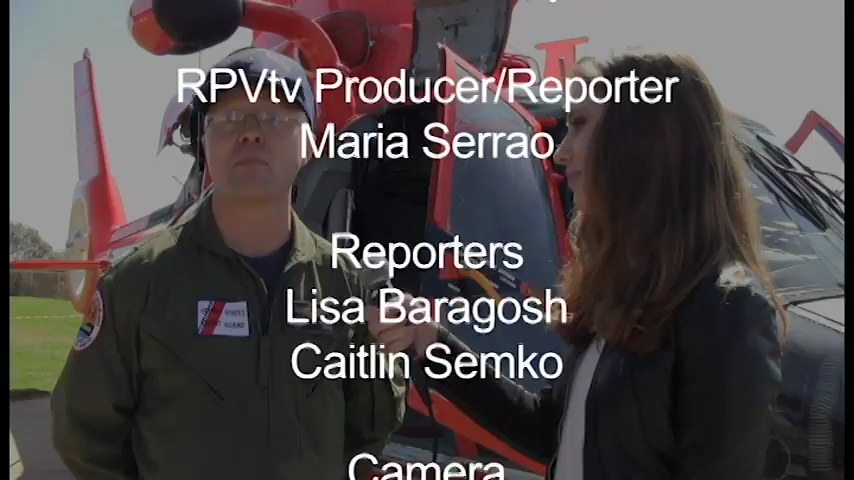 RPVtv Producer/Reporter
Maria Serrao
Reporters
Lisa Baragosh
Caitlin Semko
Camera